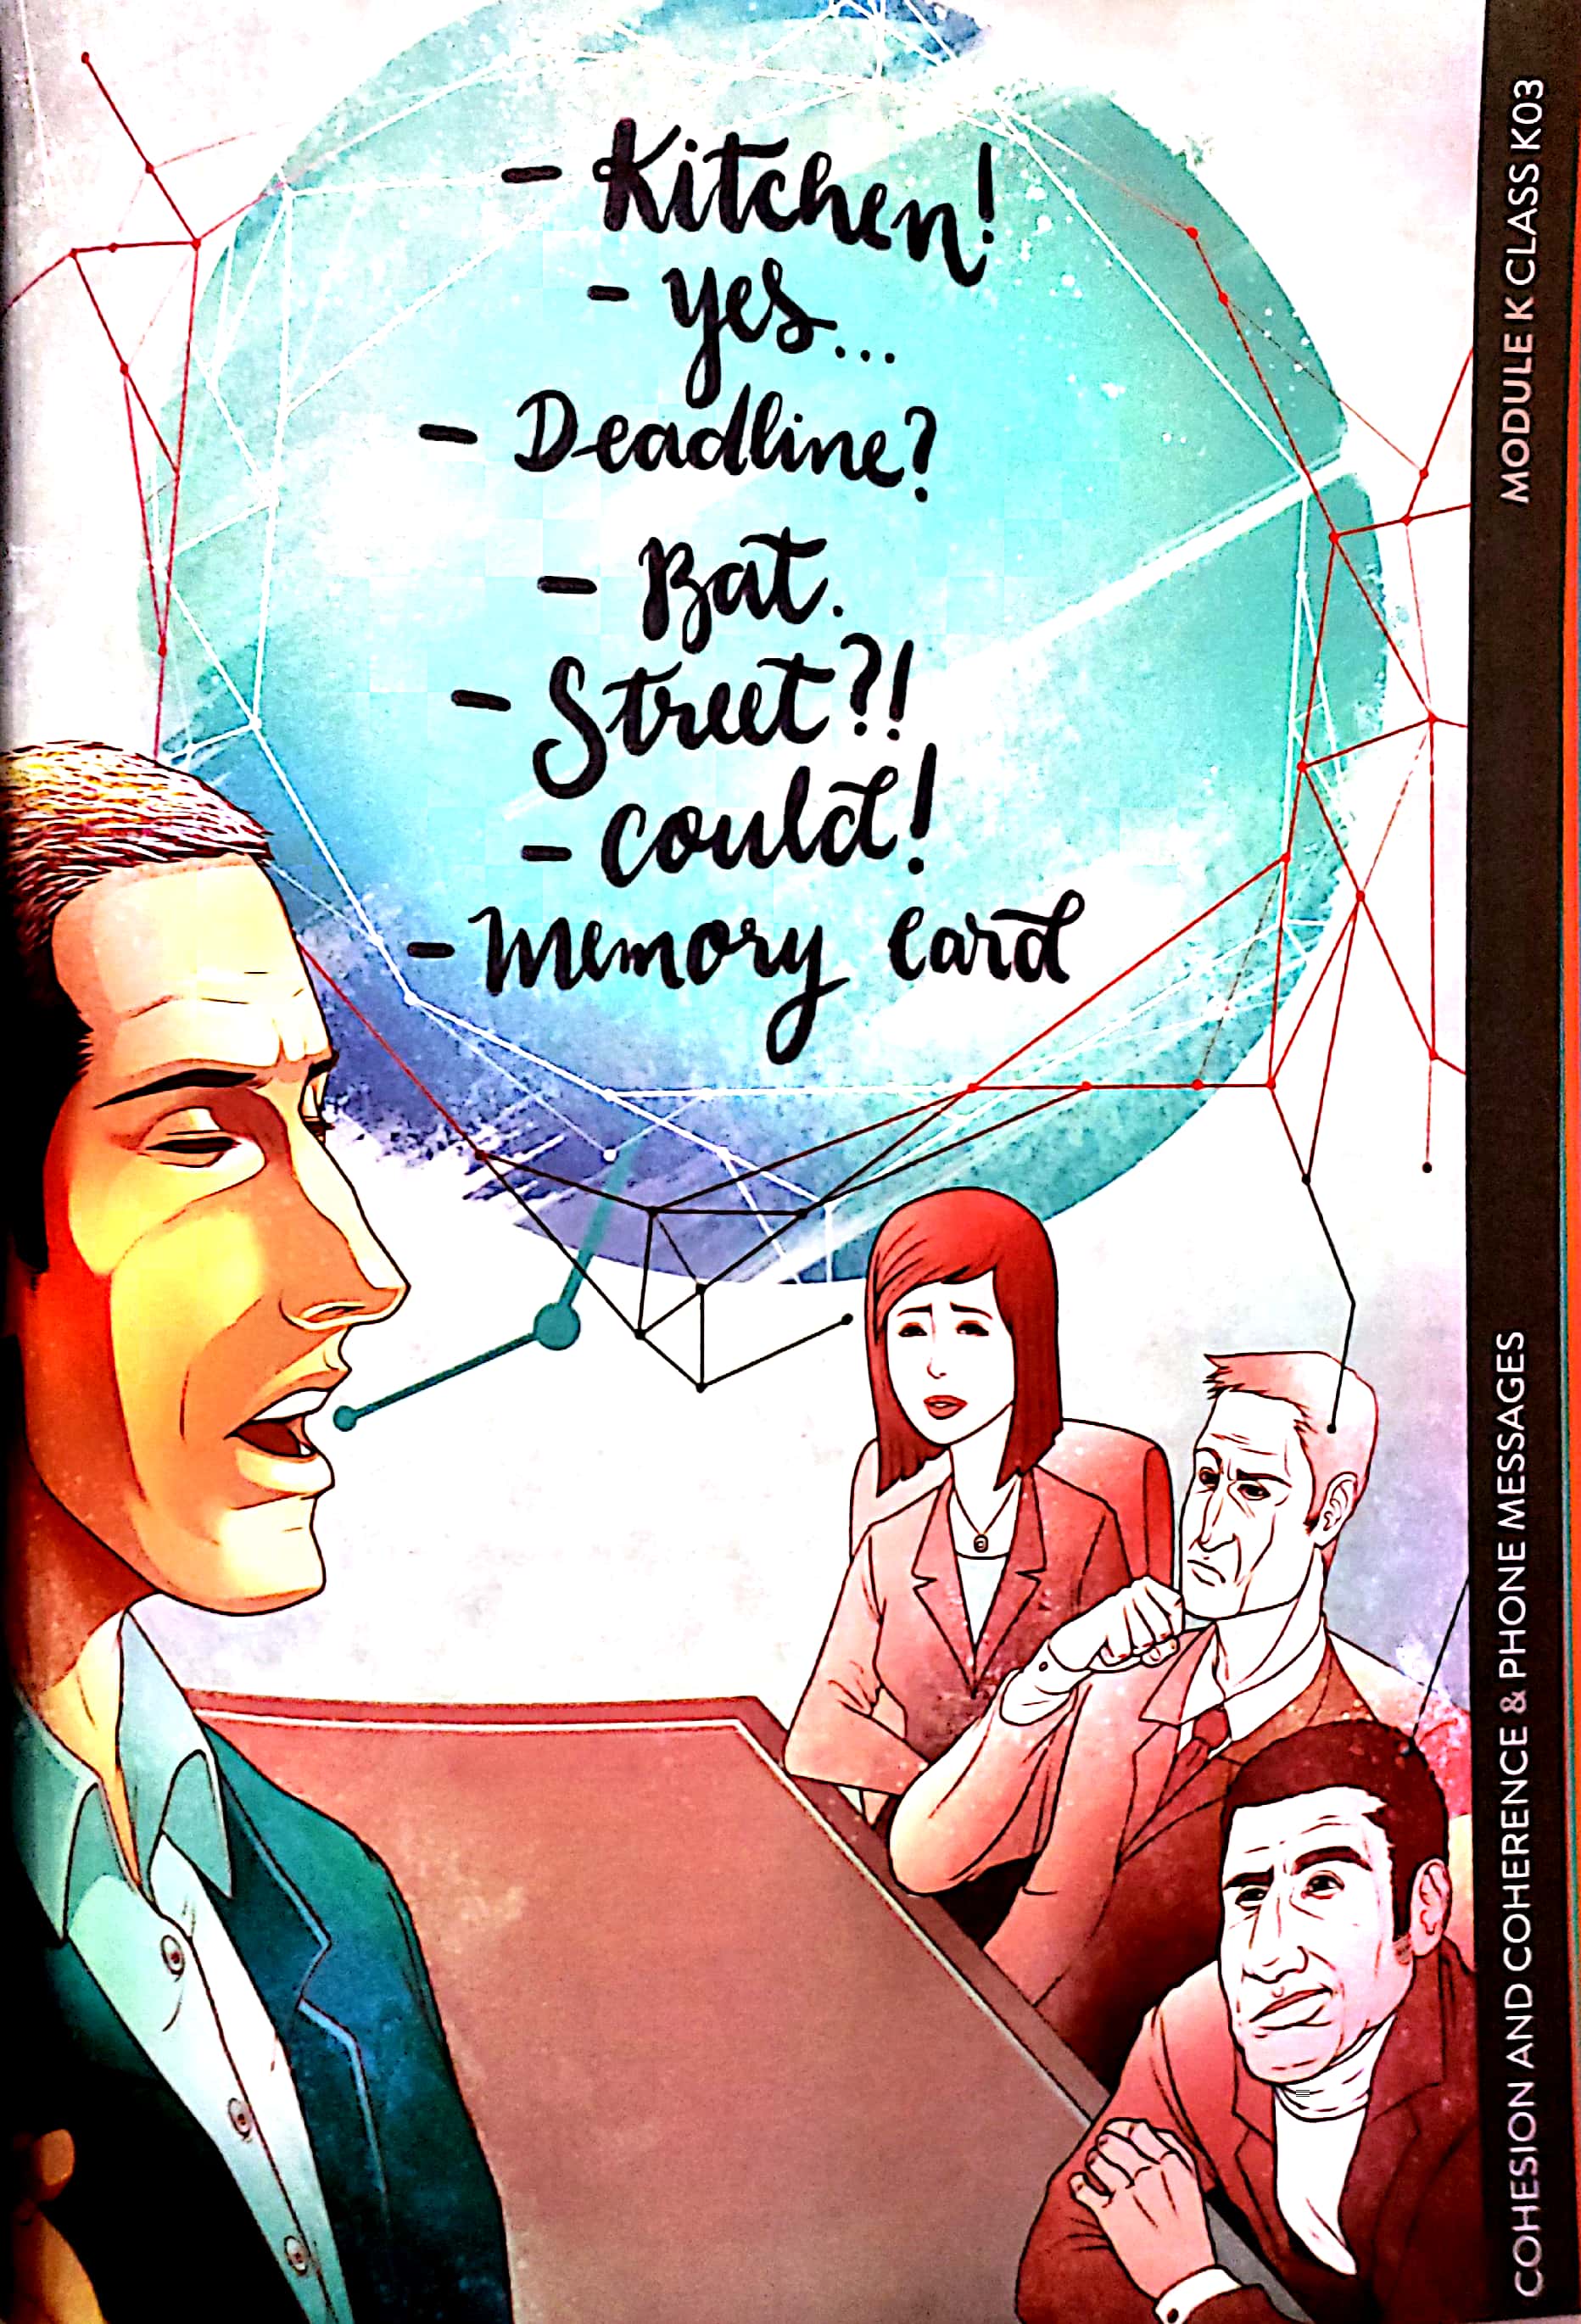 - Kitchen!
- yes...
- Deadline?
- Bat.
- Street?!
- could!
- Memory card
MODULE K CLASS K03
COHESION AND COHERENCE & PHONE MESSAGES